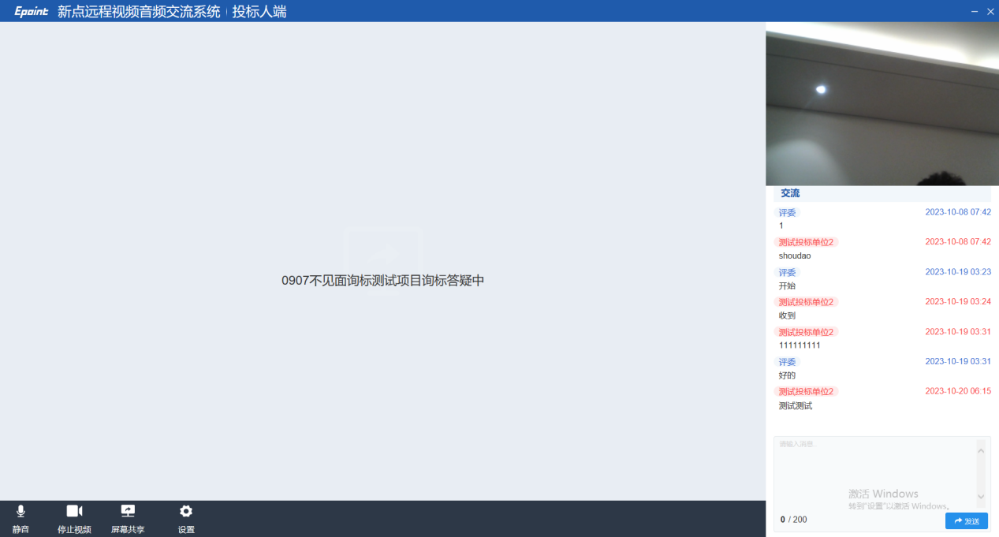 Epoint 新点远程视频音频交流系统 | 投标人端
0907不见面询标测试项目询标答疑中
静音
停止视频
屏幕共享
设置
交流
评委 2023-10-08 07:42
1
测试投标单位2 2023-10-08 07:42
shoudao
评委 2023-10-19 03:23
开始
测试投标单位2 2023-10-19 03:24
收到
测试投标单位2 2023-10-19 03:31
111111111
评委 2023-10-19 03:31
好的
测试投标单位2 2023-10-20 06:15
测试测试
请输入消息...
激活 Windows
转到"设置"以激活 Windows。
0 / 200
发送